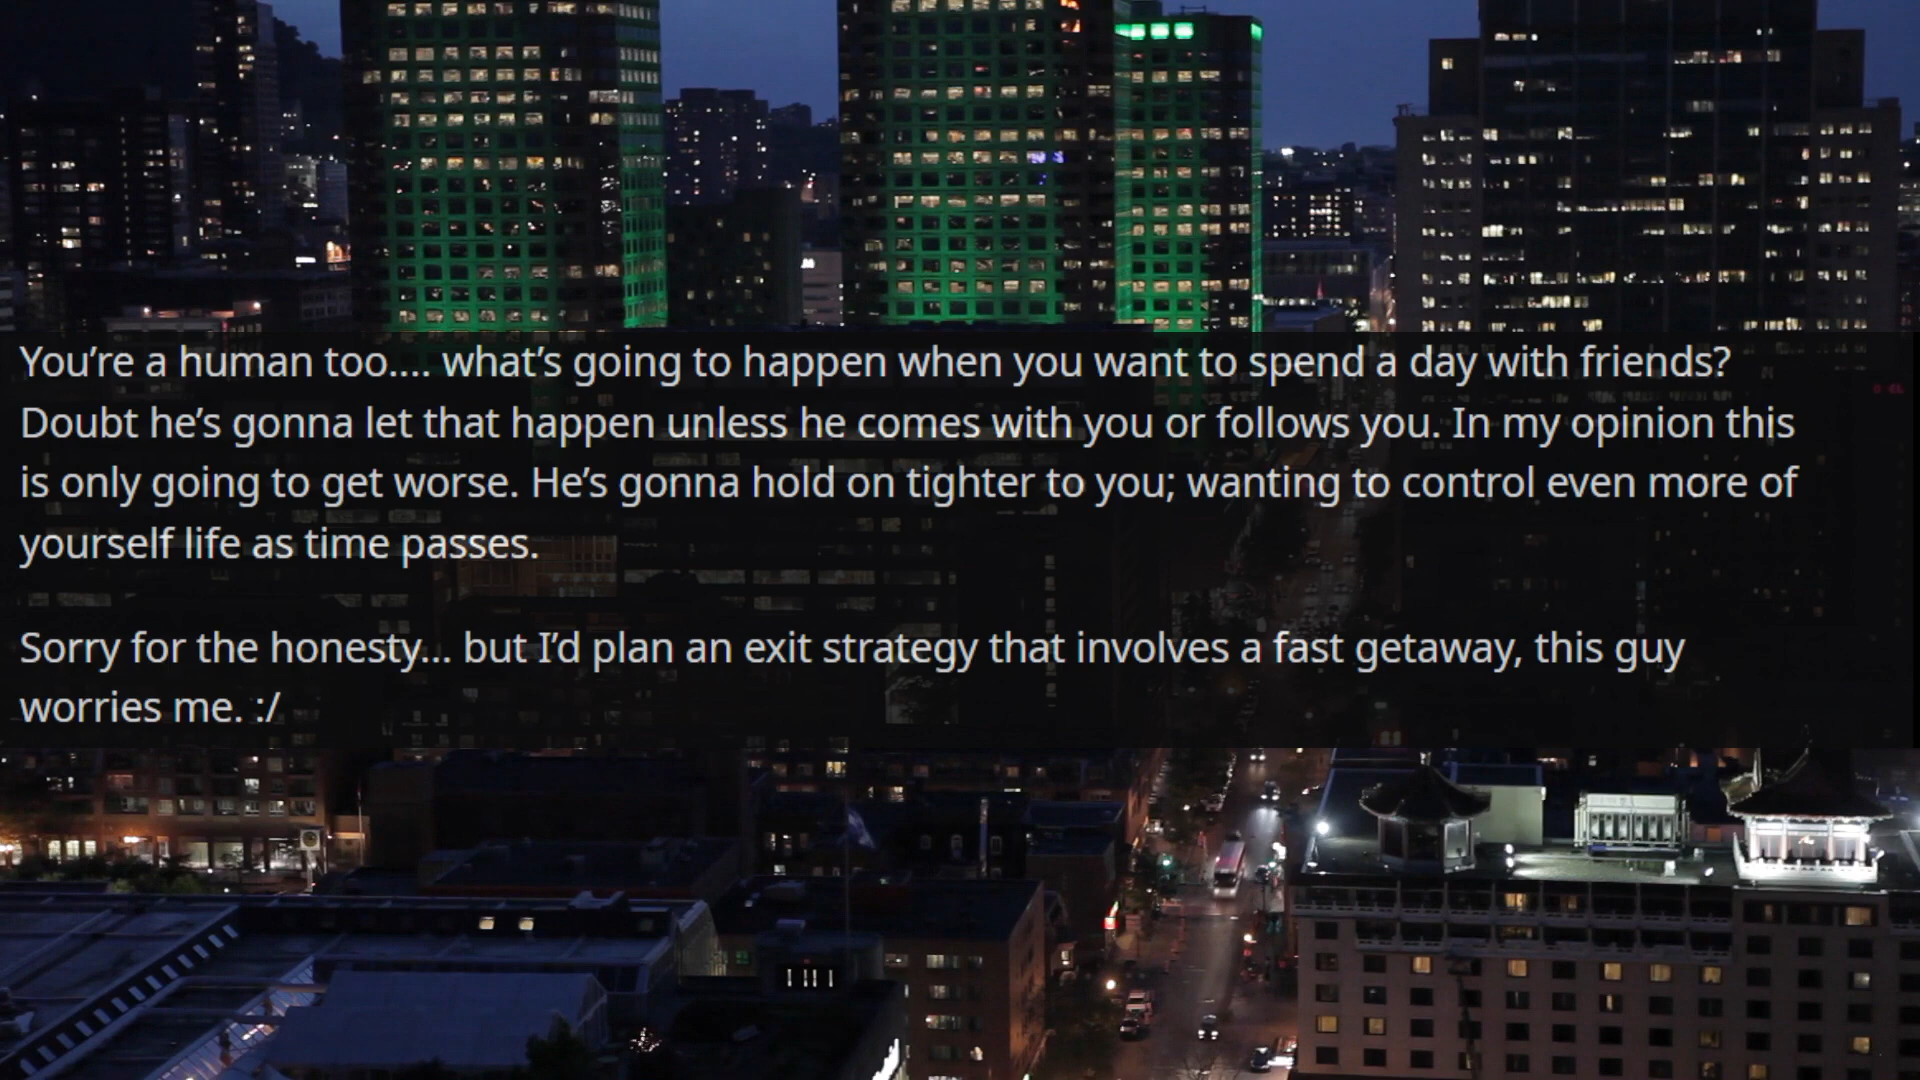 You’re a human too.... what’s going to happen when you want to spend a day with friends?
Doubt he’s gonna let that happen unless he comes with you or follows you. In my opinion this
is only going to get worse. He’s gonna hold on tighter to you; wanting to control even more of
yourself life as time passes.
Sorry for the honesty... but I’d plan an exit strategy that involves a fast getaway, this guy
worries me. :/